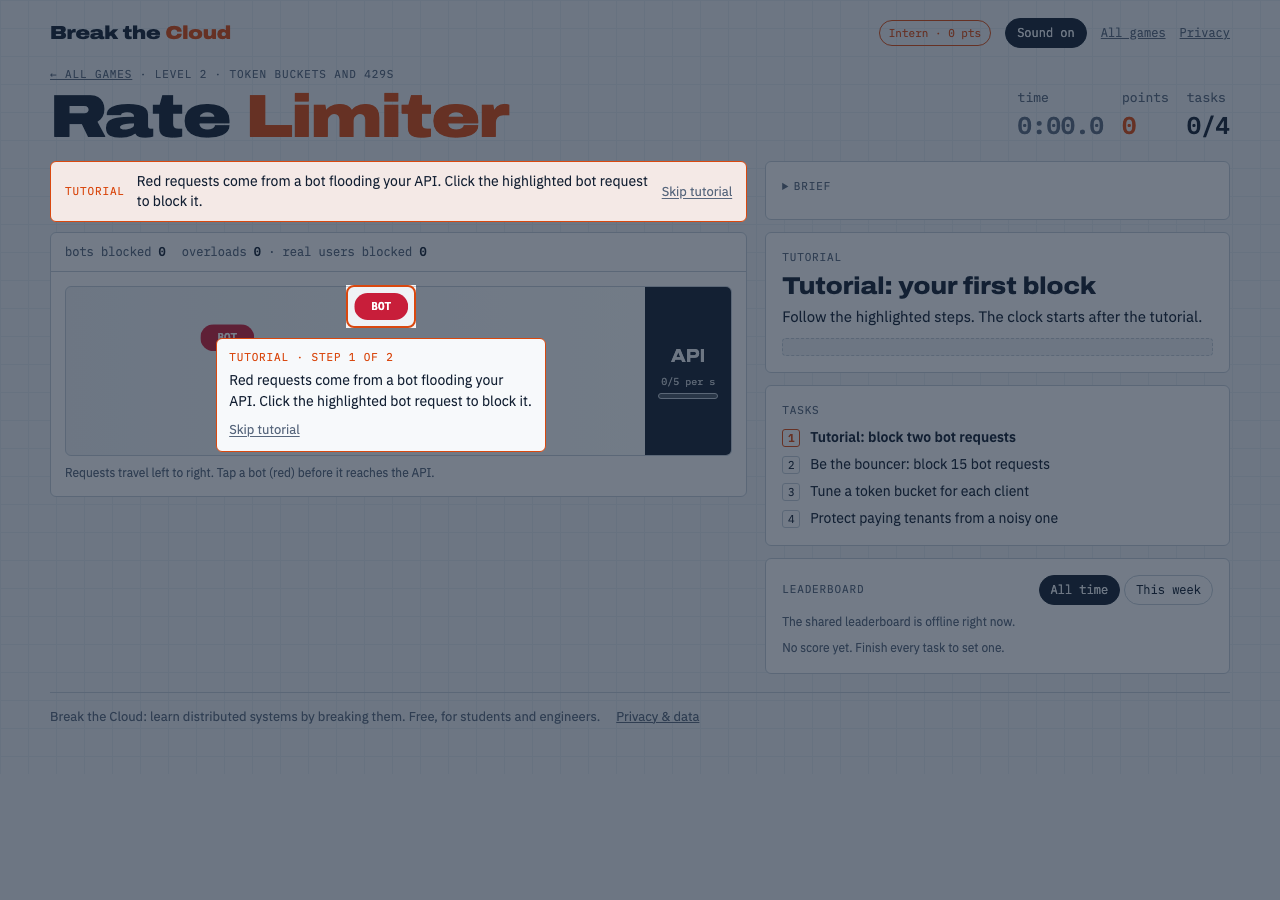 Break the Cloud
Intern · 0 pts
Sound on
All games
Privacy
← ALL GAMES · LEVEL 2 · TOKEN BUCKETS AND 429S
Rate Limiter
time
points
tasks
0:00.0
0
0/4
TUTORIAL
Red requests come from a bot flooding your API. Click the highlighted bot request
to block it.
Skip tutorial
bots blocked 0 overloads 0 · real users blocked 0
BOT
BOT
API
0/5 per s
TUTORIAL · STEP 1 OF 2
Red requests come from a bot flooding your
API. Click the highlighted bot request to block it.
Skip tutorial
Requests travel left to right. Tap a bot (red) before it reaches the API.
BRIEF
TUTORIAL
Tutorial: your first block
Follow the highlighted steps. The clock starts after the tutorial.
TASKS
1 Tutorial: block two bot requests
2 Be the bouncer: block 15 bot requests
3 Tune a token bucket for each client
4 Protect paying tenants from a noisy one
LEADERBOARD
All time
This week
The shared leaderboard is offline right now.
No score yet. Finish every task to set one.
Break the Cloud: learn distributed systems by breaking them. Free, for students and engineers.
Privacy & data